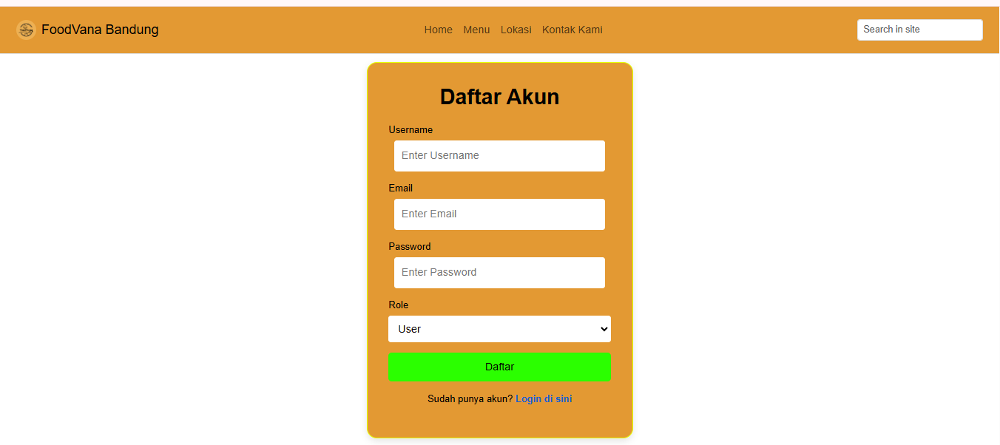 FoodVana Bandung
Home Menu Lokasi Kontak Kami
Search in site
Daftar Akun
Username
Enter Username
Email
Enter Email
Password
Enter Password
Role
User
Daftar
Sudah punya akun? Login di sini